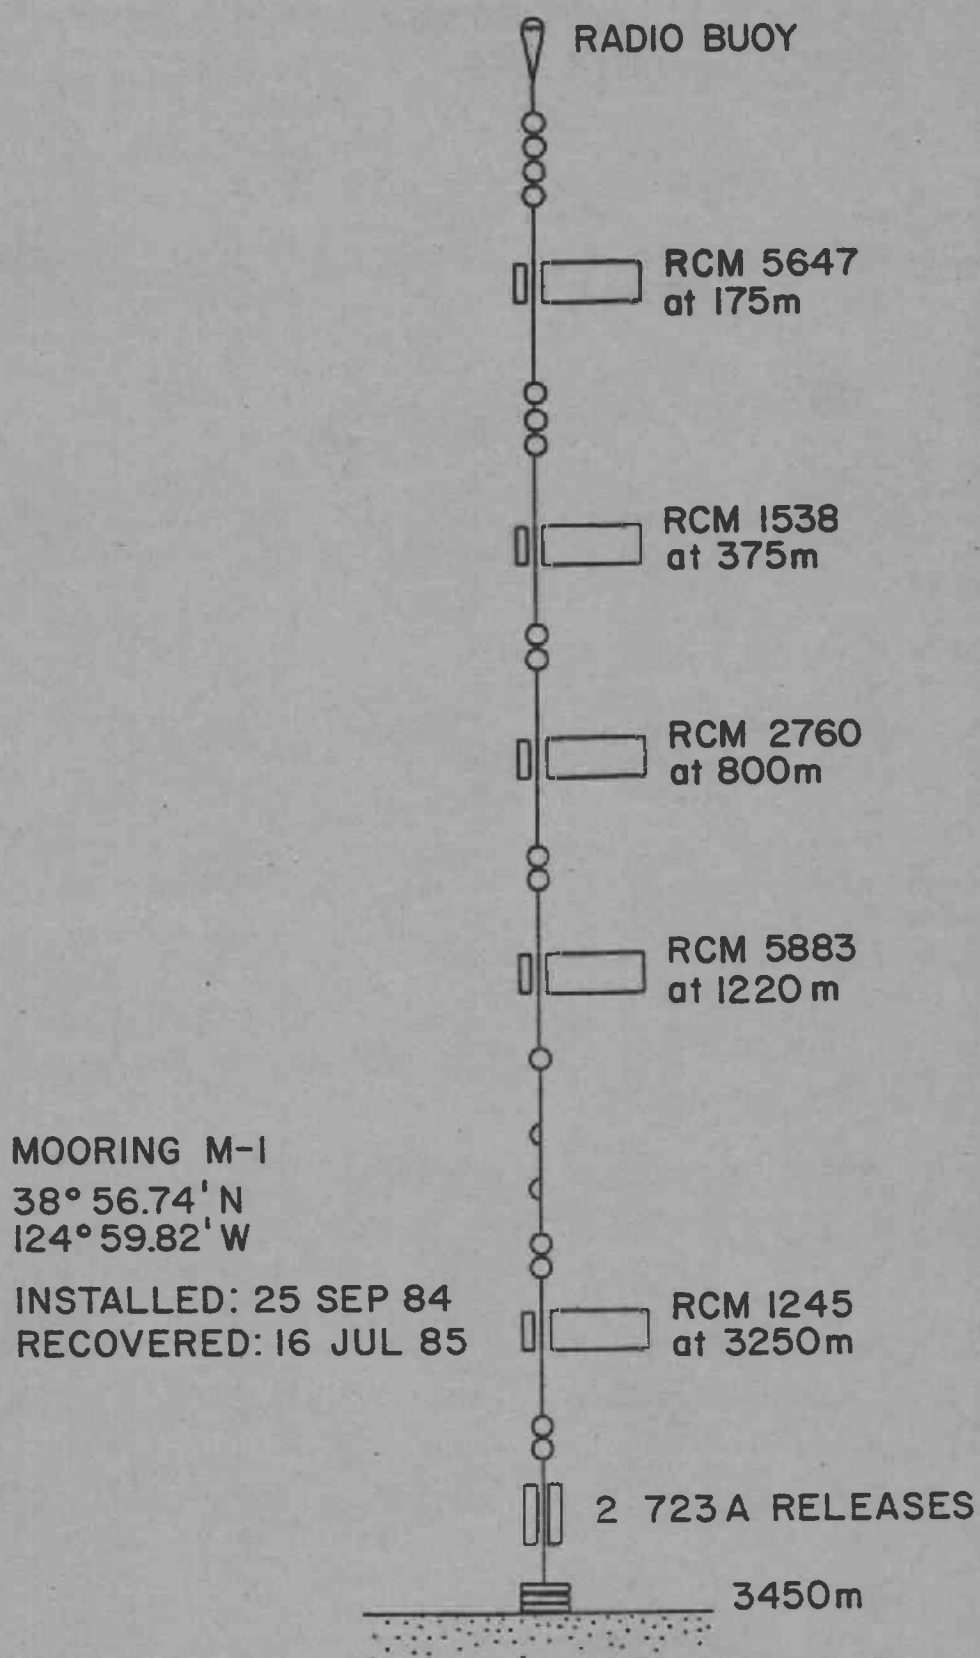 RADIO BUOY
RCM 5647
at 175m
RCM 1538
at 375m
RCM 2760
at 800m
RCM 5883
at 1220m
MOORING M-1
38° 56.74' N
124° 59.82' W
INSTALLED: 25 SEP 84
RECOVERED: 16 JUL 85
RCM 1245
at 3250m
2 723A RELEASES
3450m